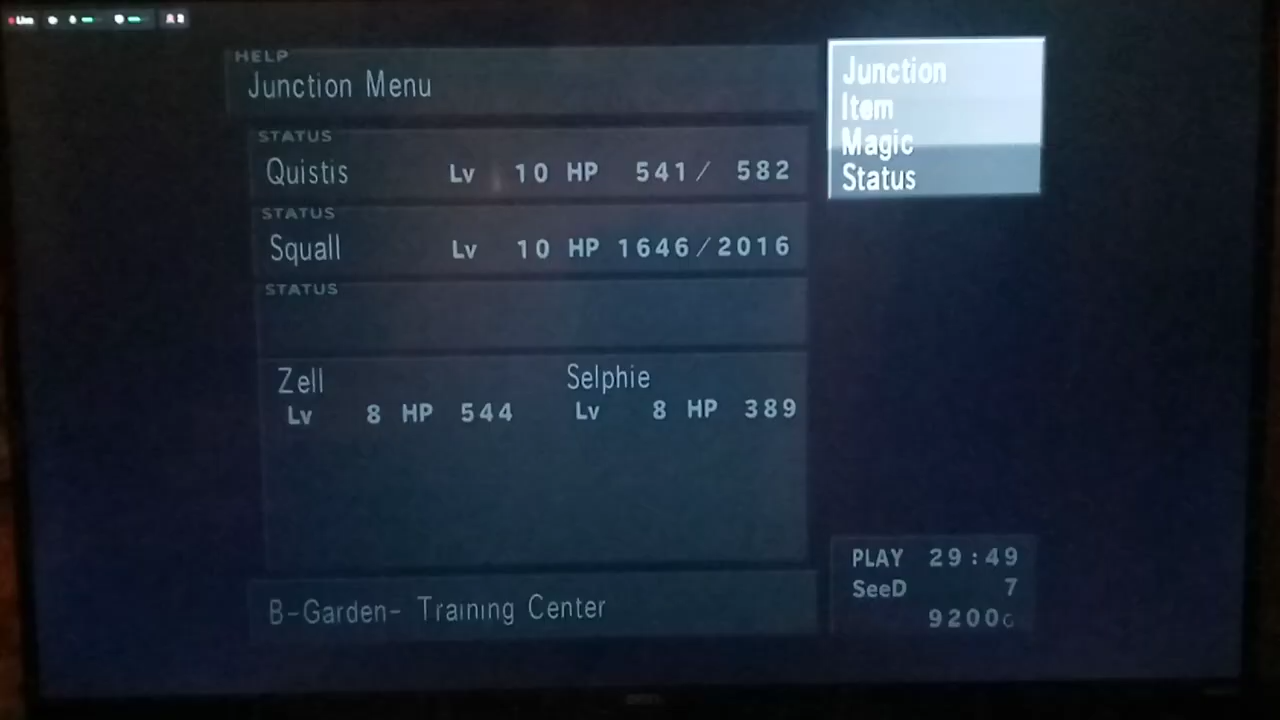 Live
2
HELP
Junction Menu
Junction
Item
Magic
Status
STATUS
Quistis Lv 10 HP 541/ 582
STATUS
Squall Lv 10 HP 1646/2016
STATUS
Zell Selphie
Lv 8 HP 544 Lv 8 HP 389
PLAY 29:49
SeeD 7
9200G
B-Garden- Training Center